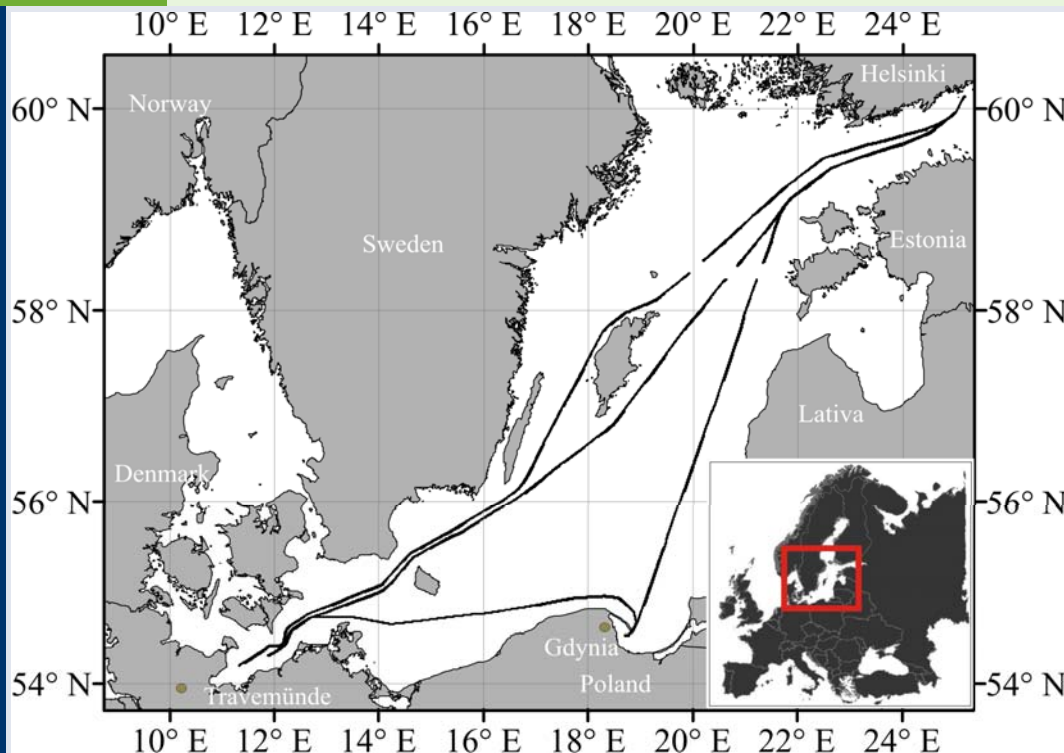 10° E 12° E 14° E 16° E 18° E 20° E 22° E 24° E
Helsinki
60° N 60° N
Norway
Sweden
Estonia
58° N 58° N
Lativa
Denmark
56° N 56° N
Gdynia
Poland
54° N 54° N
Travemünde
10° E 12° E 14° E 16° E 18° E 20° E 22° E 24° E